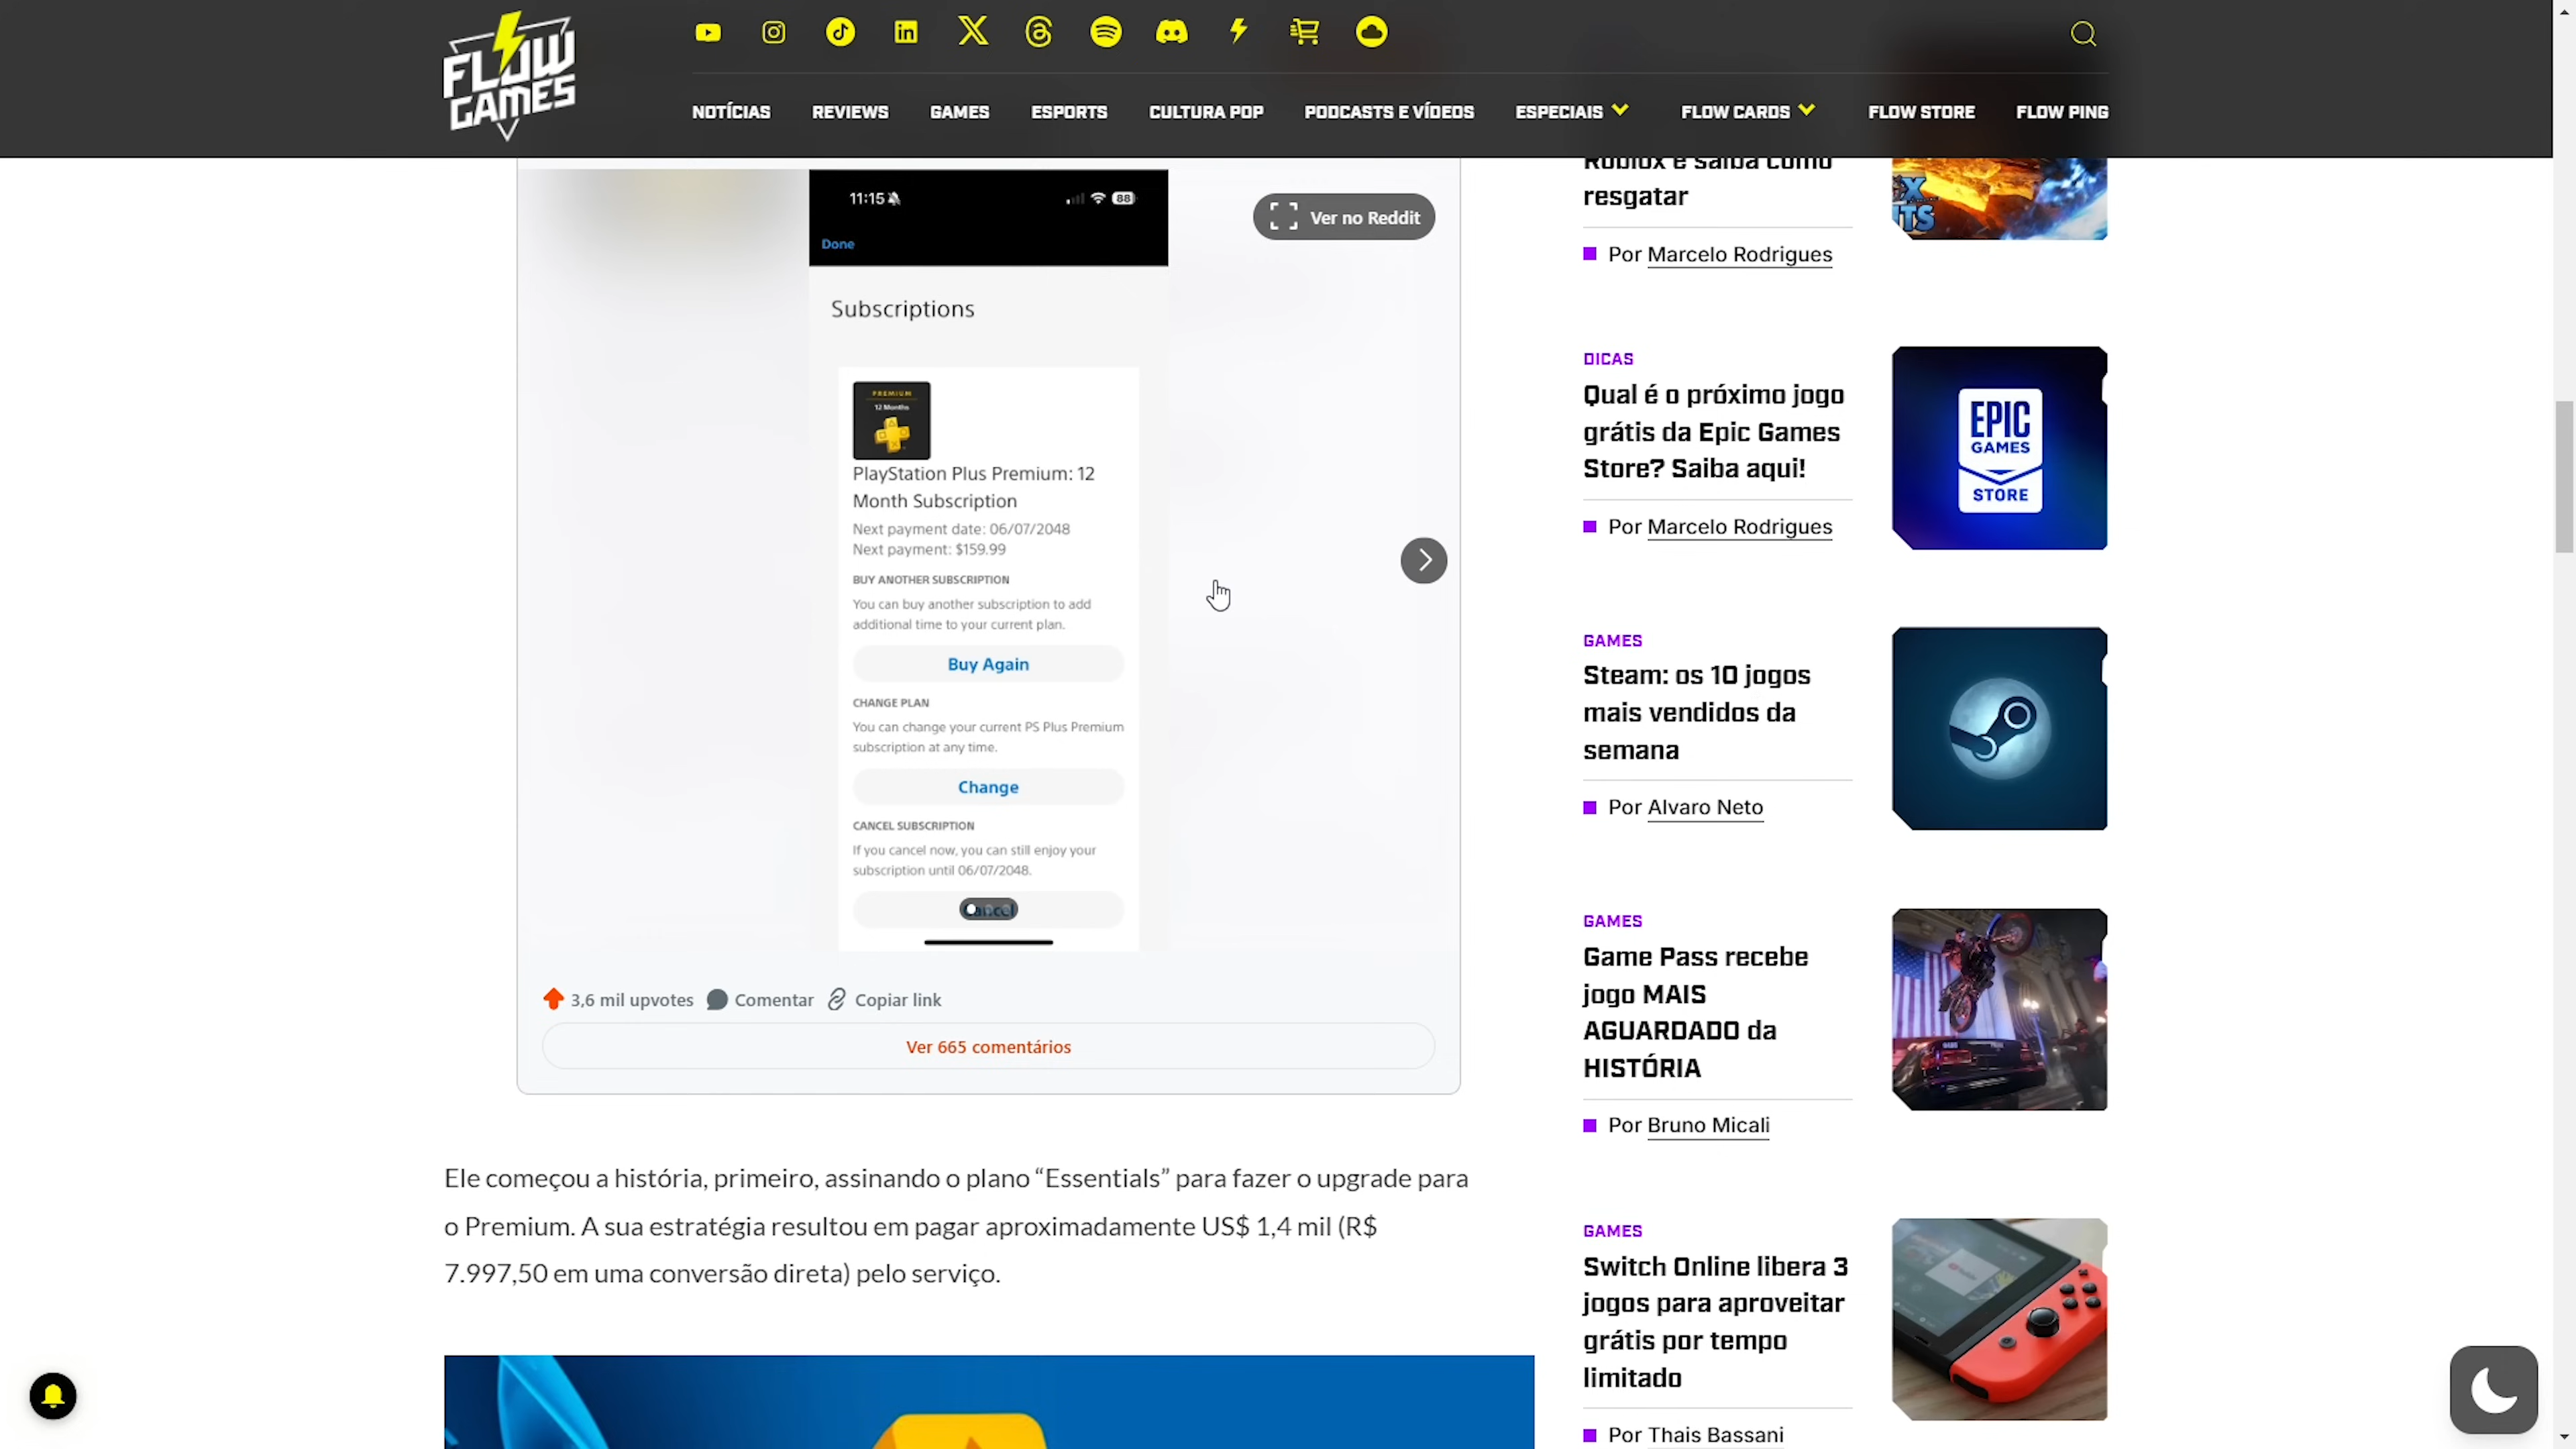 FLOW
GAMES
NOTÍCIAS
REVIEWS
GAMES
ESPORTS
CULTURA POP
PODCASTS E VÍDEOS
ESPECIAIS
FLOW CARDS
FLOW STORE
FLOW PING
11:15
88
Done
Ver no Reddit
Subscriptions
PREMIUM
12 Months
PlayStation Plus Premium: 12
Month Subscription
Next payment date: 06/07/2048
Next payment: $159.99
BUY ANOTHER SUBSCRIPTION
You can buy another subscription to add
additional time to your current plan.
Buy Again
CHANGE PLAN
You can change your current PS Plus Premium
subscription at any time.
Change
CANCEL SUBSCRIPTION
If you cancel now, you can still enjoy your
subscription until 06/07/2048.
Cancel
3,6 mil upvotes
Comentar
Copiar link
Ver 665 comentários
Ele começou a história, primeiro, assinando o plano “Essentials” para fazer o upgrade para
o Premium. A sua estratégia resultou em pagar aproximadamente US$ 1,4 mil (R$
7.997,50 em uma conversão direta) pelo serviço.
Roblox e saiba como
resgatar
Por Marcelo Rodrigues
DICAS
Qual é o próximo jogo
grátis da Epic Games
Store? Saiba aqui!
Por Marcelo Rodrigues
EPIC
GAMES
STORE
GAMES
Steam: os 10 jogos
mais vendidos da
semana
Por Alvaro Neto
GAMES
Game Pass recebe
jogo MAIS
AGUARDADO da
HISTÓRIA
Por Bruno Micali
GAMES
Switch Online libera 3
jogos para aproveitar
grátis por tempo
limitado
Por Thais Bassani